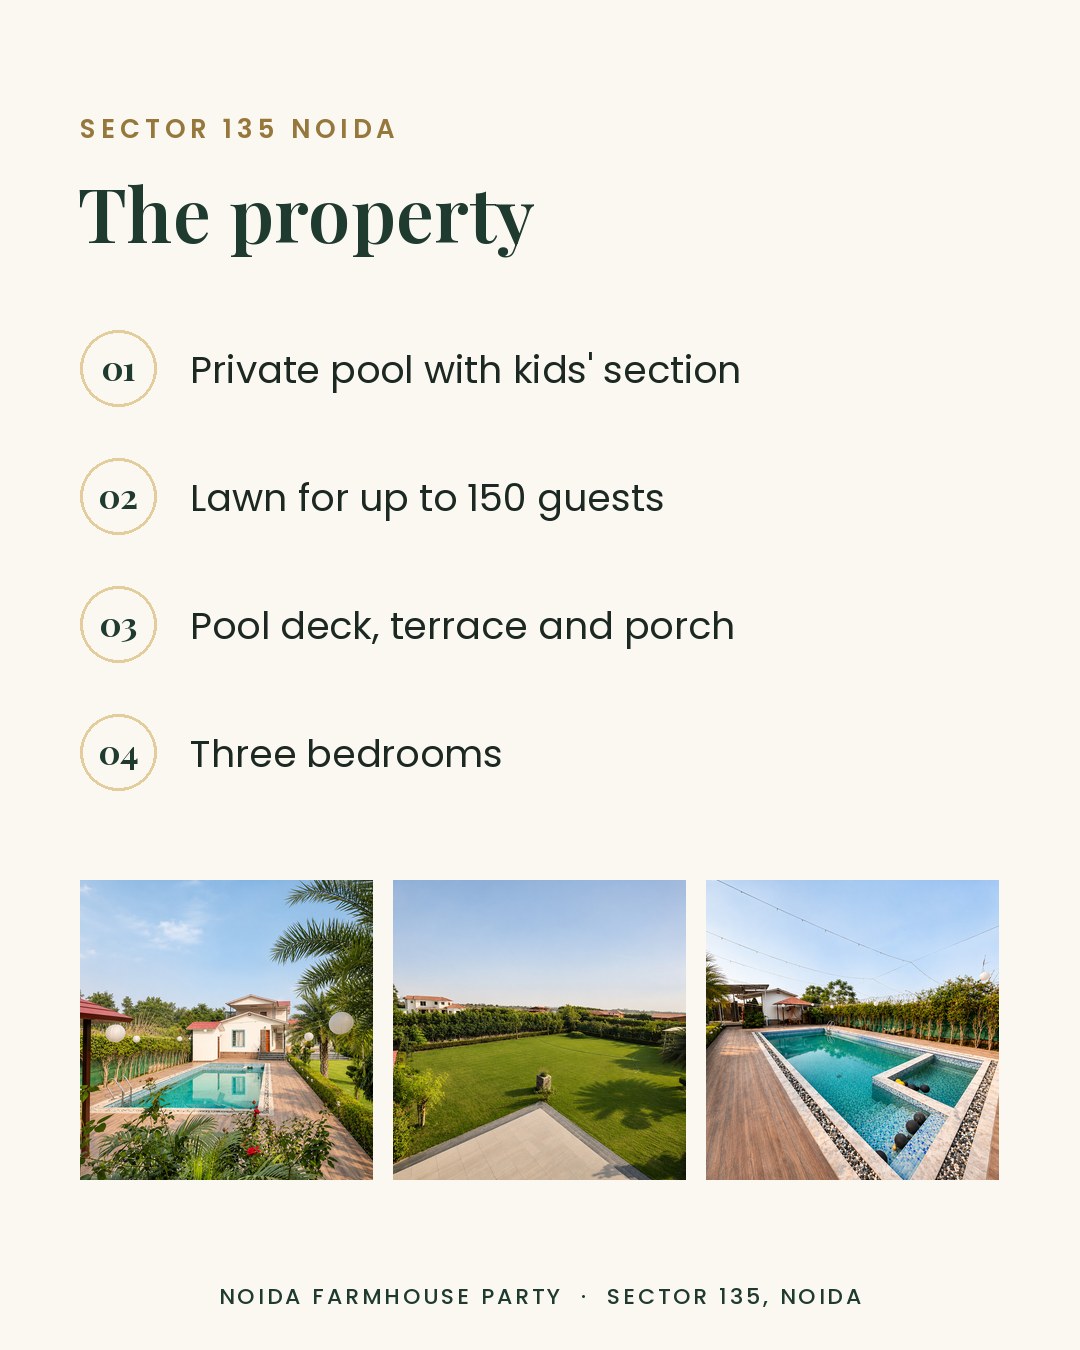 SECTOR 135 NOIDA
The property
01 Private pool with kids' section
02 Lawn for up to 150 guests
03 Pool deck, terrace and porch
04 Three bedrooms
NOIDA FARMHOUSE PARTY · SECTOR 135, NOIDA